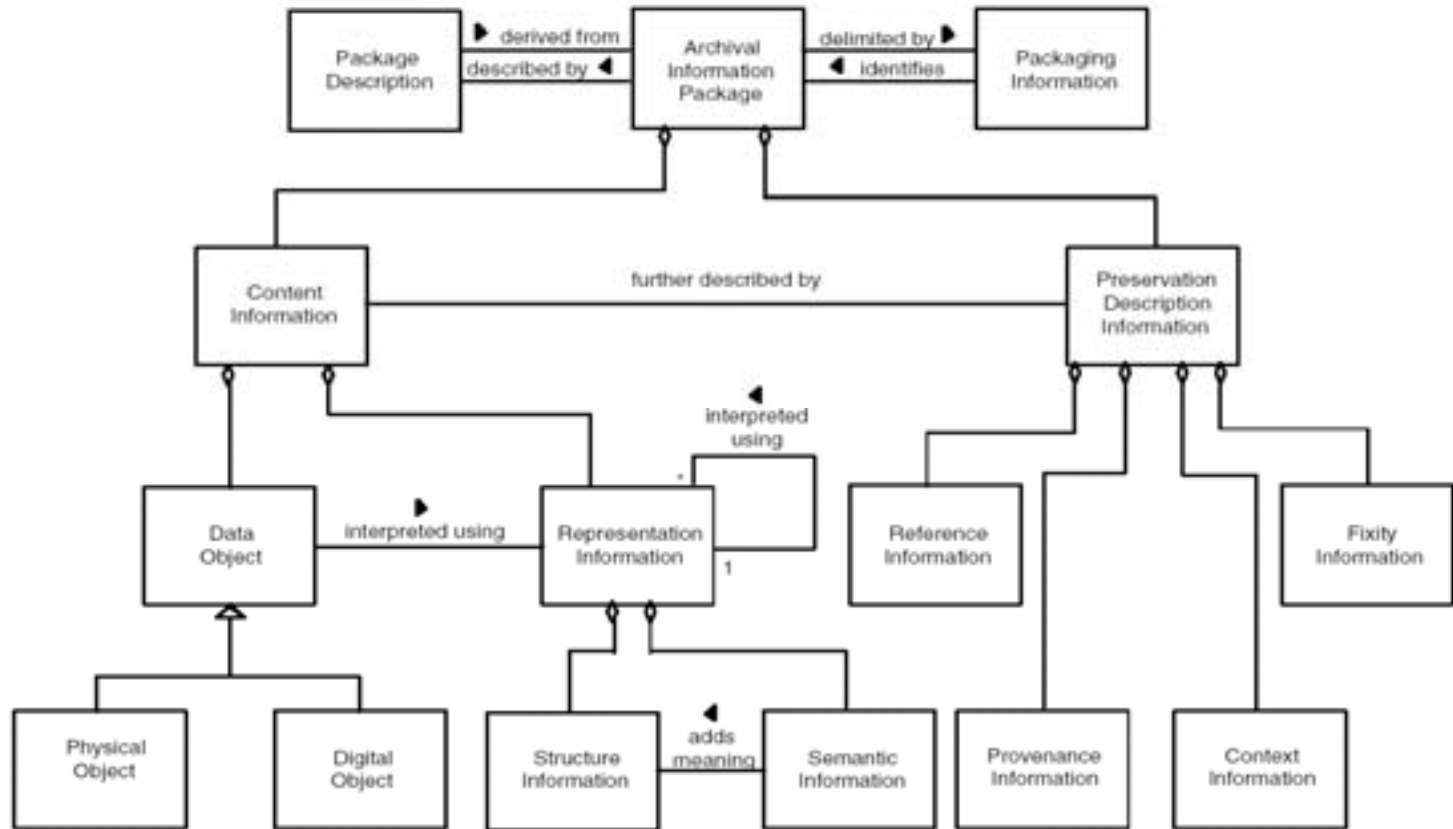 Package
Description
derived from
described by
Archival
Information
Package
delimited by
identifies
Packaging
Information
Content
Information
further described by
Preservation
Description
Information
interpreted
using
*
Data
Object
interpreted using
Representation
Information
1
Reference
Information
Fixity
Information
Physical
Object
Digital
Object
Structure
Information
adds
meaning
Semantic
Information
Provenance
Information
Context
Information